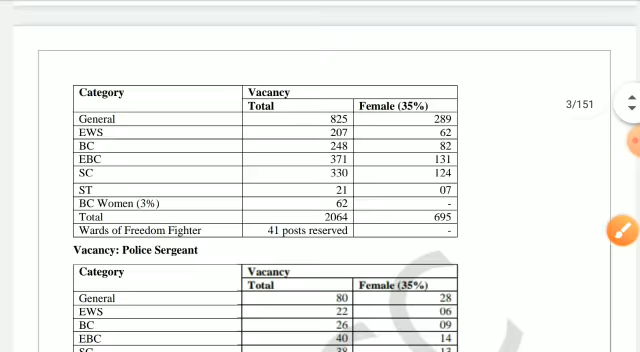 Category Vacancy
Total Female (35%)
General 825 289
EWS 207 62
BC 248 82
EBC 371 131
SC 330 124
ST 21 07
BC Women (3%) 62 -
Total 2064 695
Wards of Freedom Fighter 41 posts reserved -
Vacancy: Police Sergeant
Category Vacancy
Total Female (35%)
General 80 28
EWS 22 06
BC 26 09
EBC 40 14
3/151